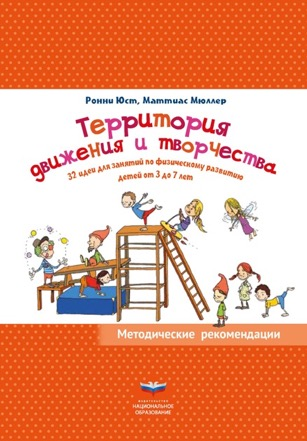 Ронни Юст, Маттиас Мюллер
Территория
движения и творчества
32 идеи для занятий по физическому развитию
детей от 3 до 7 лет
Методические рекомендации
издательство
НАЦИОНАЛЬНОЕ
ОБРАЗОВАНИЕ